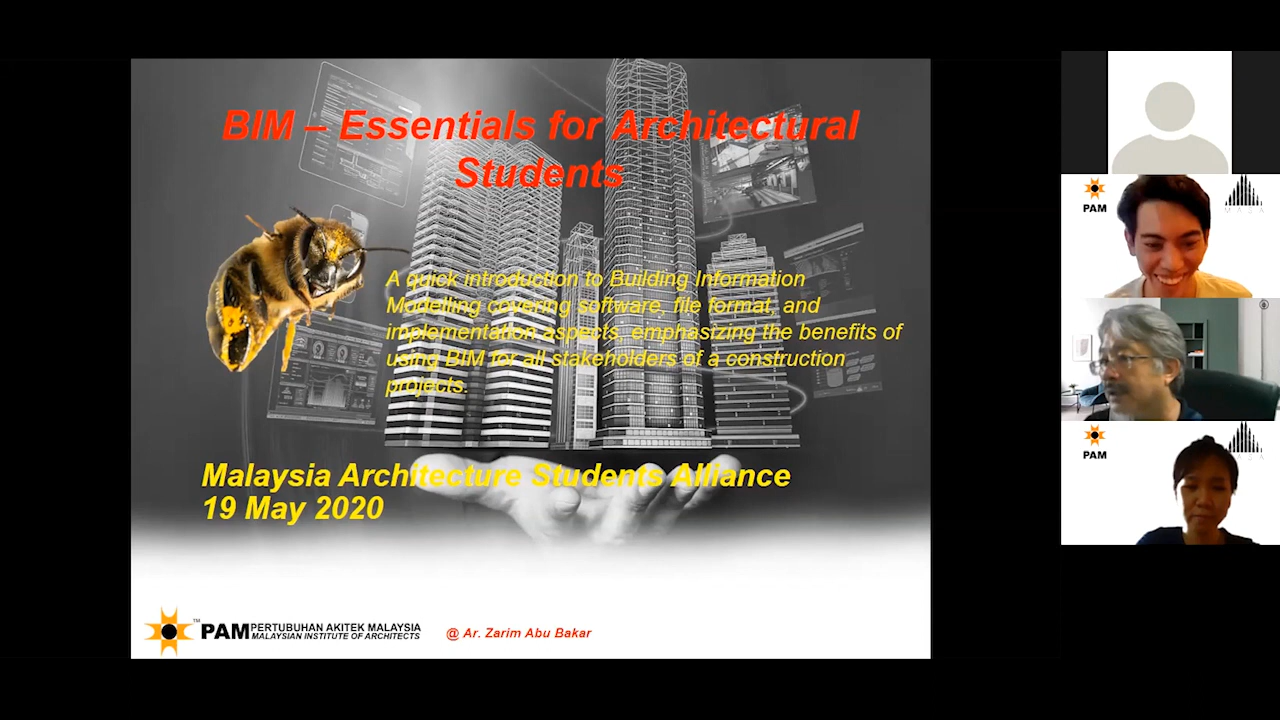 BIM – Essentials for Architectural
Students
A quick introduction to Building Information
Modelling covering software, file format, and
implementation aspects, emphasizing the benefits of
using BIM for all stakeholders of a construction
projects.
Malaysia Architecture Students Alliance
19 May 2020
PAM PERTUBUHAN AKITEK MALAYSIA
MALAYSIAN INSTITUTE OF ARCHITECTS
TM
@ Ar. Zarim Abu Bakar
PAM
MASA
PAM